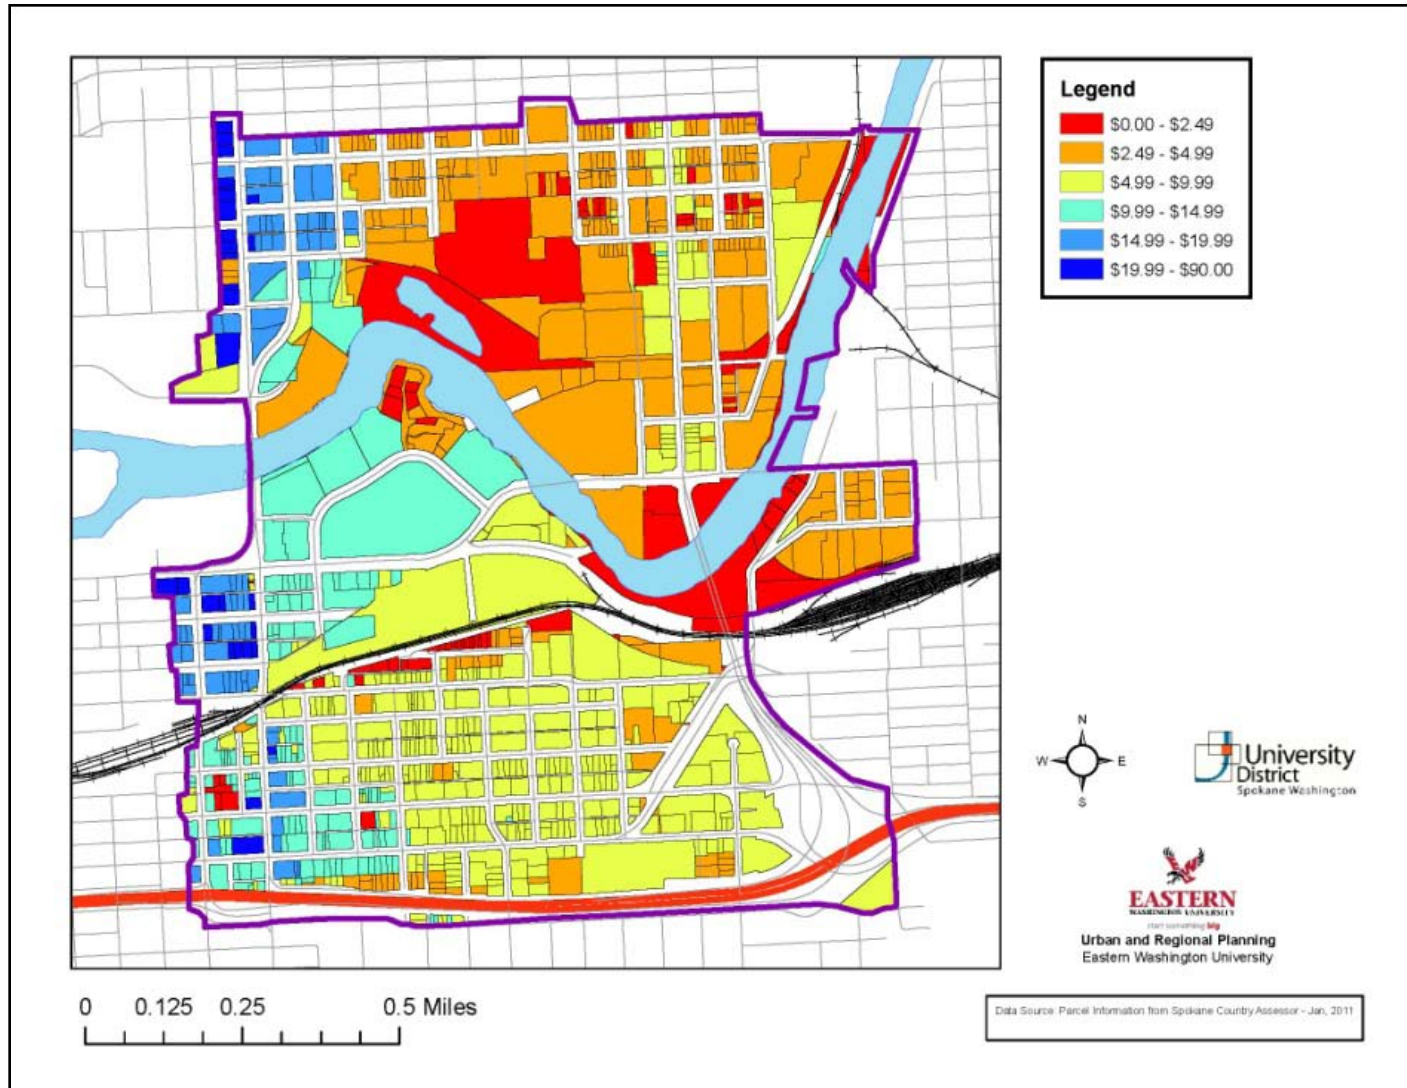 Legend
$0.00 - $2.49
$2.49 - $4.99
$4.99 - $9.99
$9.99 - $14.99
$14.99 - $19.99
$19.99 - $90.00
N
W E
S
University
District
Spokane Washington
EASTERN
WASHINGTON UNIVERSITY
start something big
Urban and Regional Planning
Eastern Washington University
0 0.125 0.25 0.5 Miles
Data Source: Parcel Information from Spokane Country Assessor - Jan, 2011